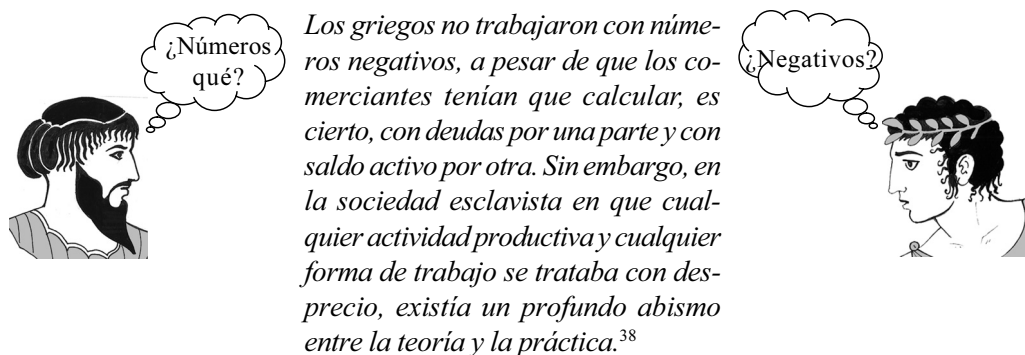 ¿Números
qué?
Los griegos no trabajaron con núme-
ros negativos, a pesar de que los co-
merciantes tenían que calcular, es
cierto, con deudas por una parte y con
saldo activo por otra. Sin embargo, en
la sociedad esclavista en que cual-
quier actividad productiva y cualquier
forma de trabajo se trataba con des-
precio, existía un profundo abismo
entre la teoría y la práctica.38
¿Negativos?